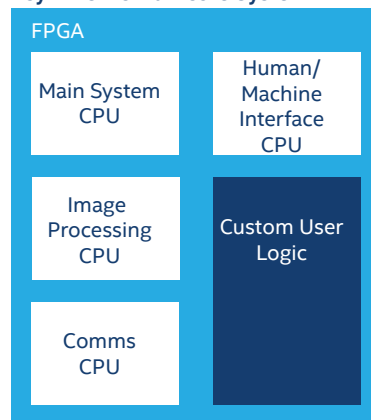 FPGA
Main System
CPU
Human/
Machine
Interface
CPU
Image
Processing
CPU
Custom User
Logic
Comms
CPU